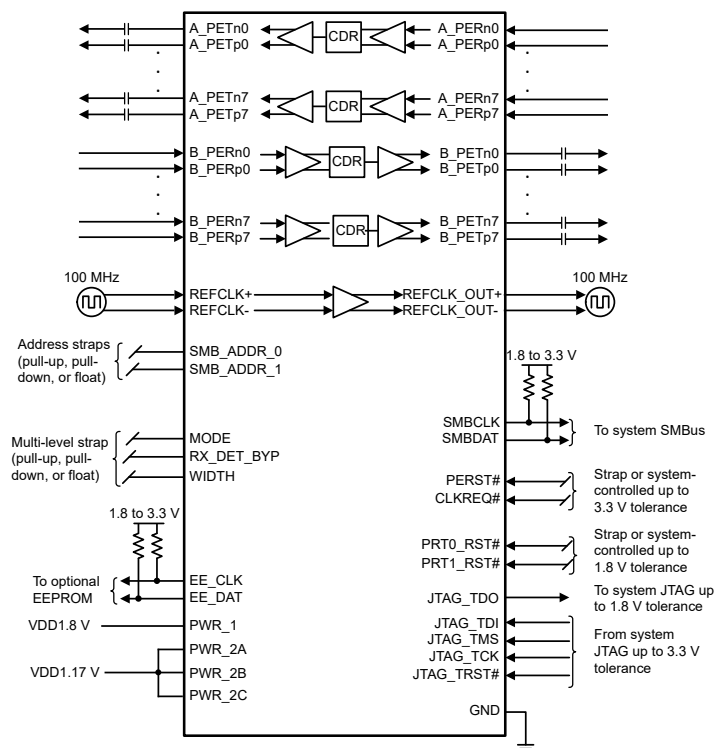 A_PETn0
CDR
A_PERn0
A_PETp0
A_PERp0
A_PETn7
CDR
A_PERn7
A_PETp7
A_PERp7
B_PERn0
CDR
B_PETn0
B_PERp0
B_PETp0
B_PERn7
CDR
B_PETn7
B_PERp7
B_PETp7
100 MHz
100 MHz
REFCLK+
REFCLK_OUT+
REFCLK-
REFCLK_OUT-
Address straps
(pull-up, pull-
down, or float)
SMB_ADDR_0
SMB_ADDR_1
1.8 to 3.3 V
SMBCLK
SMBDAT
To system SMBus
Multi-level strap
(pull-up, pull-
down, or float)
MODE
RX_DET_BYP
WIDTH
PERST#
CLKREQ#
Strap or system-
controlled up to
3.3 V tolerance
1.8 to 3.3 V
PRT0_RST#
PRT1_RST#
Strap or system-
controlled up to
1.8 V tolerance
To optional
EEPROM
EE_CLK
EE_DAT
JTAG_TDO
To system JTAG up
to 1.8 V tolerance
VDD1.8 V
PWR_1
JTAG_TDI
JTAG_TMS
JTAG_TCK
JTAG_TRST#
From system
JTAG up to 3.3 V
tolerance
VDD1.17 V
PWR_2A
PWR_2B
PWR_2C
GND